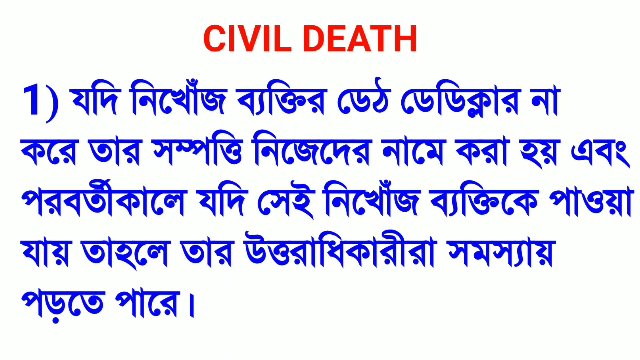 CIVIL DEATH
1) যদি নিখোঁজ ব্যক্তির ডেঠ ডেডিক্লার না
করে তার সম্পত্তি নিজেদের নামে করা হয় এবং
পরবর্তীকালে যদি সেই নিখোঁজ ব্যক্তিকে পাওয়া
যায় তাহলে তার উত্তরাধিকারীরা সমস্যায়
পড়তে পারে।